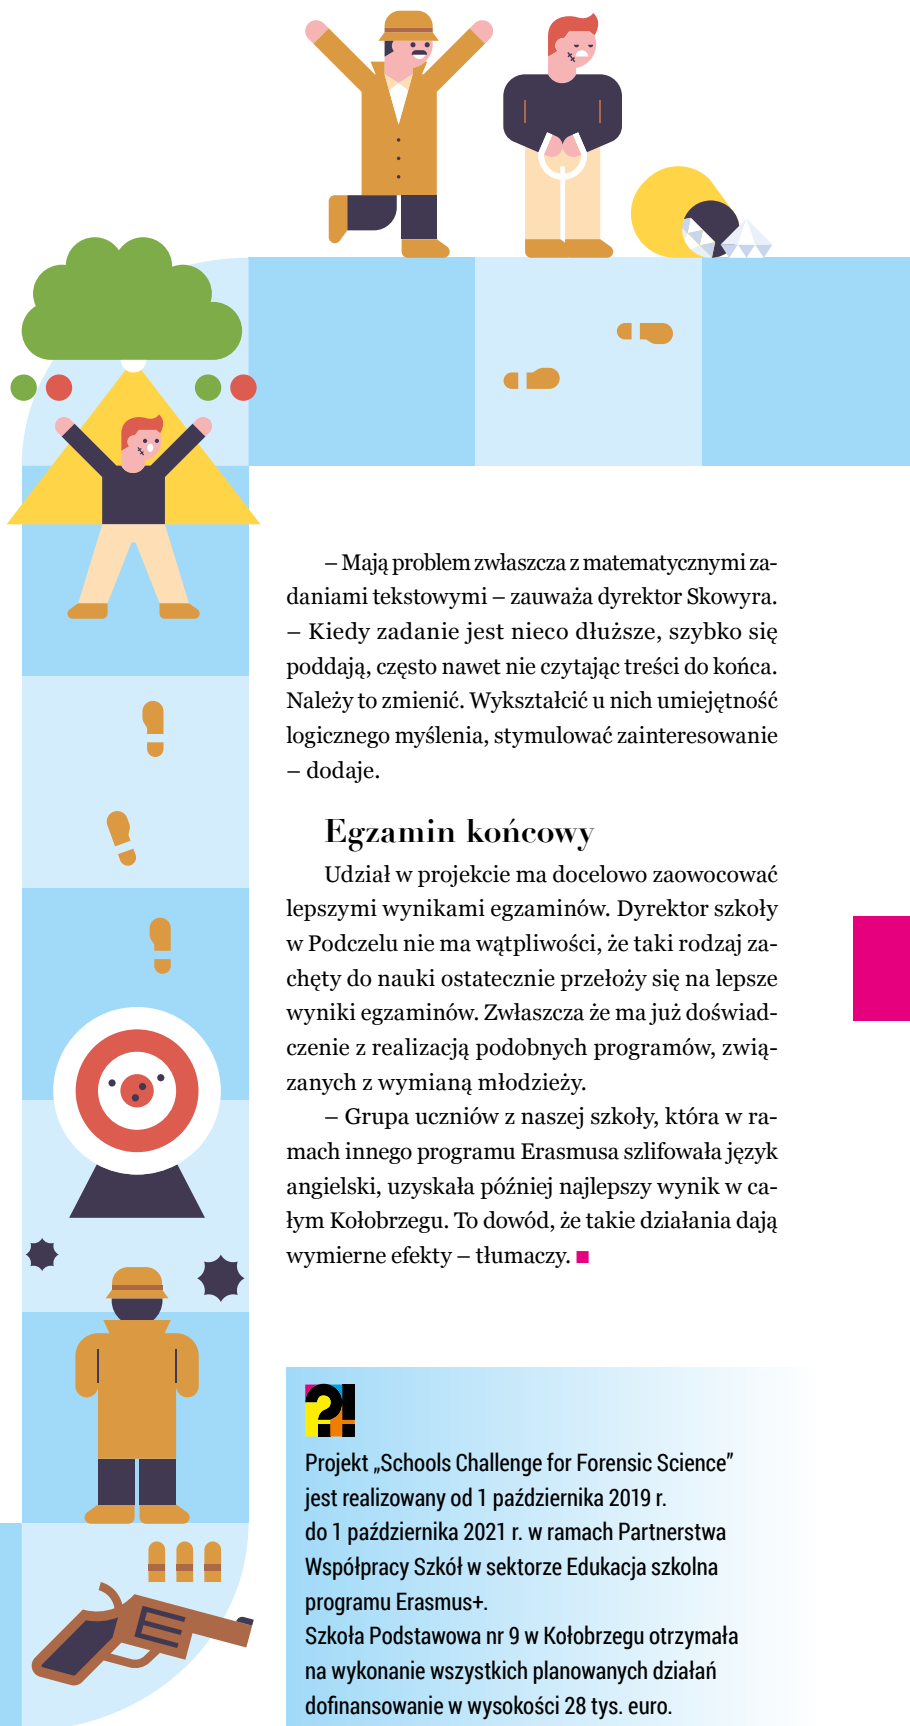 – Mają problem zwłaszcza z matematycznymi za-
daniami tekstowymi – zauważa dyrektor Skowyra.
– Kiedy zadanie jest nieco dłuższe, szybko się
poddają, często nawet nie czytając treści do końca.
Należy to zmienić. Wykształcić u nich umiejętność
logicznego myślenia, stymulować zainteresowanie
– dodaje.
Egzamin końcowy
Udział w projekcie ma docelowo zaowocować
lepszymi wynikami egzaminów. Dyrektor szkoły
w Podczelu nie ma wątpliwości, że taki rodzaj za-
chęty do nauki ostatecznie przełoży się na lepsze
wyniki egzaminów. Zwłaszcza że ma już doświad-
czenie z realizacją podobnych programów, zwią-
zanych z wymianą młodzieży.
– Grupa uczniów z naszej szkoły, która w ra-
mach innego programu Erasmusa szlifowała język
angielski, uzyskała później najlepszy wynik w ca-
łym Kołobrzegu. To dowód, że takie działania dają
wymierne efekty – tłumaczy. ■
?!
Projekt „Schools Challenge for Forensic Science”
jest realizowany od 1 października 2019 r.
do 1 października 2021 r. w ramach Partnerstwa
Współpracy Szkół w sektorze Edukacja szkolna
programu Erasmus+.
Szkoła Podstawowa nr 9 w Kołobrzegu otrzymała
na wykonanie wszystkich planowanych działań
dofinansowanie w wysokości 28 tys. euro.